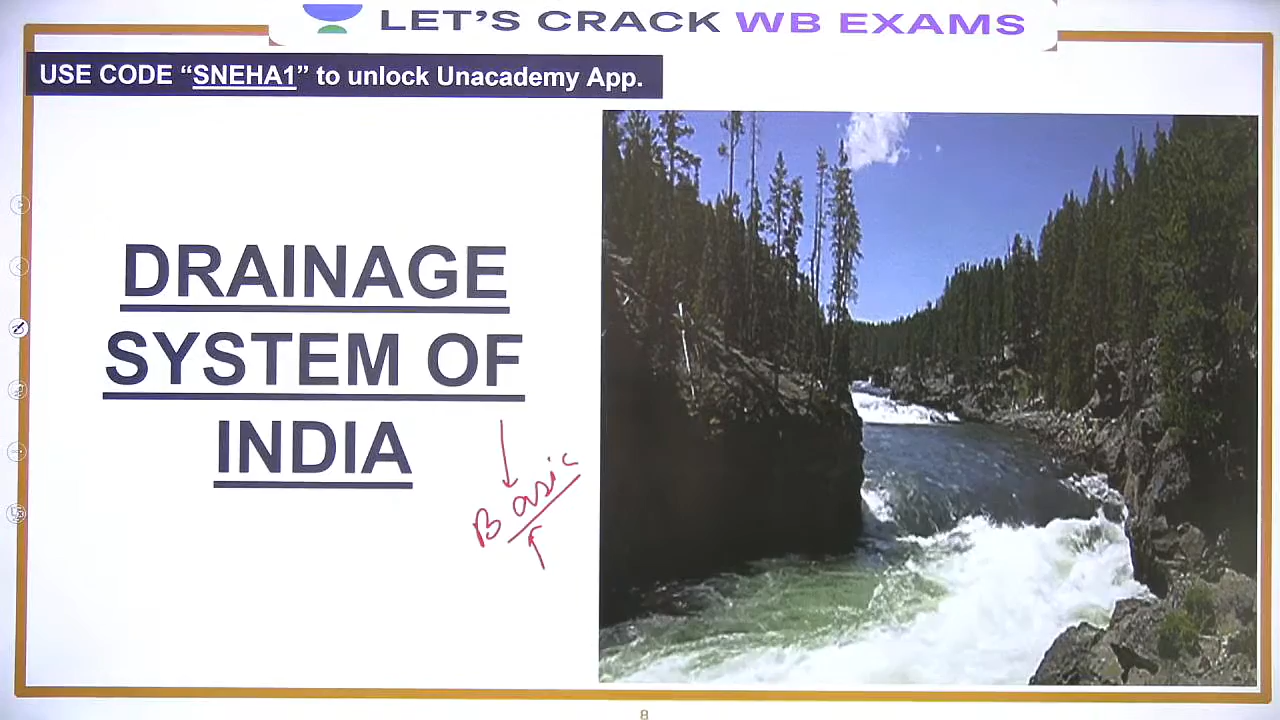 LET'S CRACK WB EXAMS
USE CODE “SNEHA1” to unlock Unacademy App.
DRAINAGE
SYSTEM OF
INDIA
Basic
8